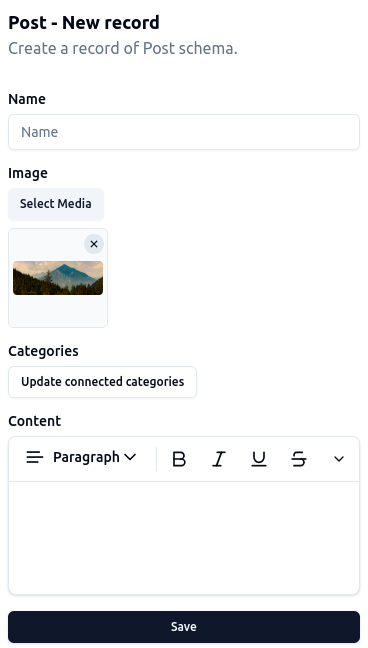 Post - New record
Create a record of Post schema.
Name
Name
Image
Select Media
Categories
Update connected categories
Content
Paragraph
Save